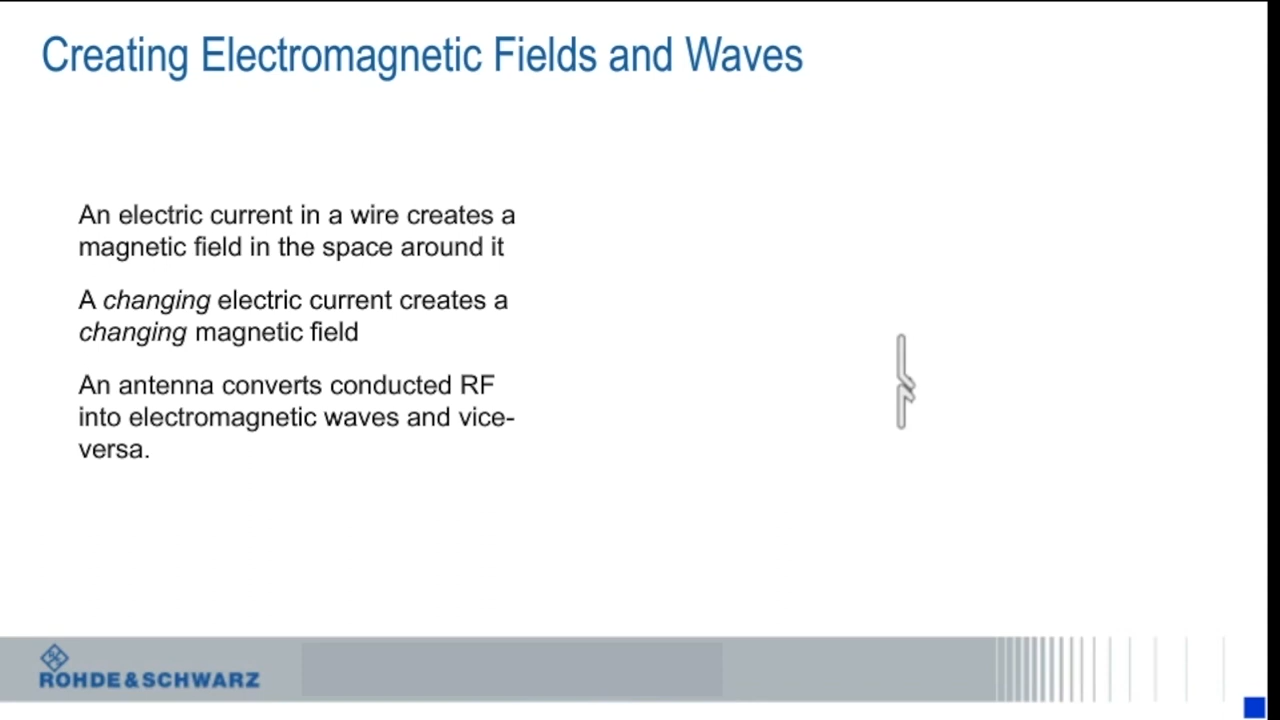 Creating Electromagnetic Fields and Waves
An electric current in a wire creates a
magnetic field in the space around it
A changing electric current creates a
changing magnetic field
An antenna converts conducted RF
into electromagnetic waves and vice-
versa.
ROHDE&SCHWARZ